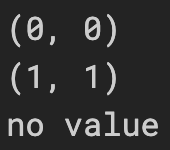 (0, 0)
(1, 1)
no value